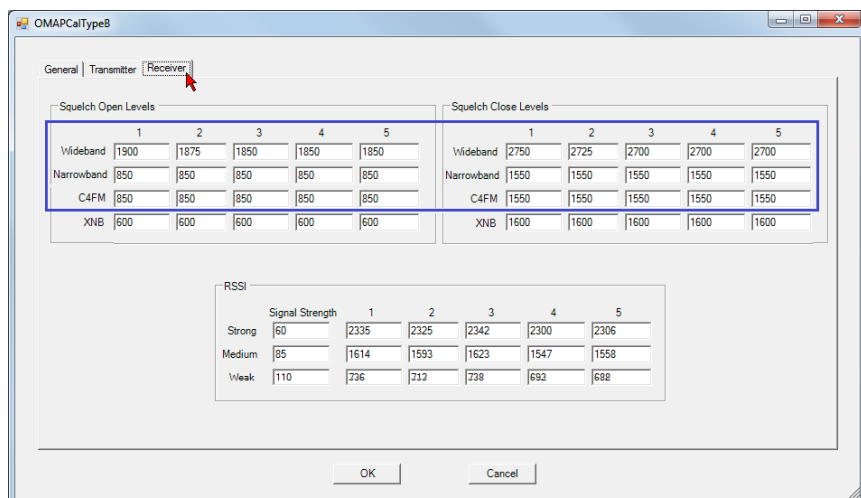 OMAPCalTypeB
General Transmitter Receiver
Squelch Open Levels
1 2 3 4 5
Wideband 1900 1875 1850 1850 1850
Narrowband 850 850 850 850 850
C4FM 850 850 850 850 850
XNB 600 600 600 600 600
Squelch Close Levels
1 2 3 4 5
Wideband 2750 2725 2700 2700 2700
Narrowband 1550 1550 1550 1550 1550
C4FM 1550 1550 1550 1550 1550
XNB 1600 1600 1600 1600 1600
RSSI
Signal Strength 1 2 3 4 5
Strong 60 2335 2325 2342 2300 2306
Medium 85 1614 1593 1623 1547 1558
Weak 110 736 712 738 692 688
OK Cancel